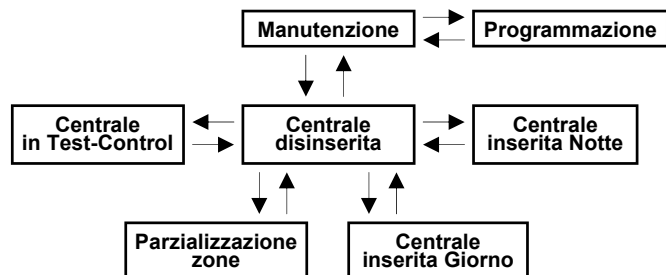 Manutenzione
Programmazione
Centrale
in Test-Control
Centrale
disinserita
Centrale
inserita Notte
Parzializzazione
zone
Centrale
inserita Giorno